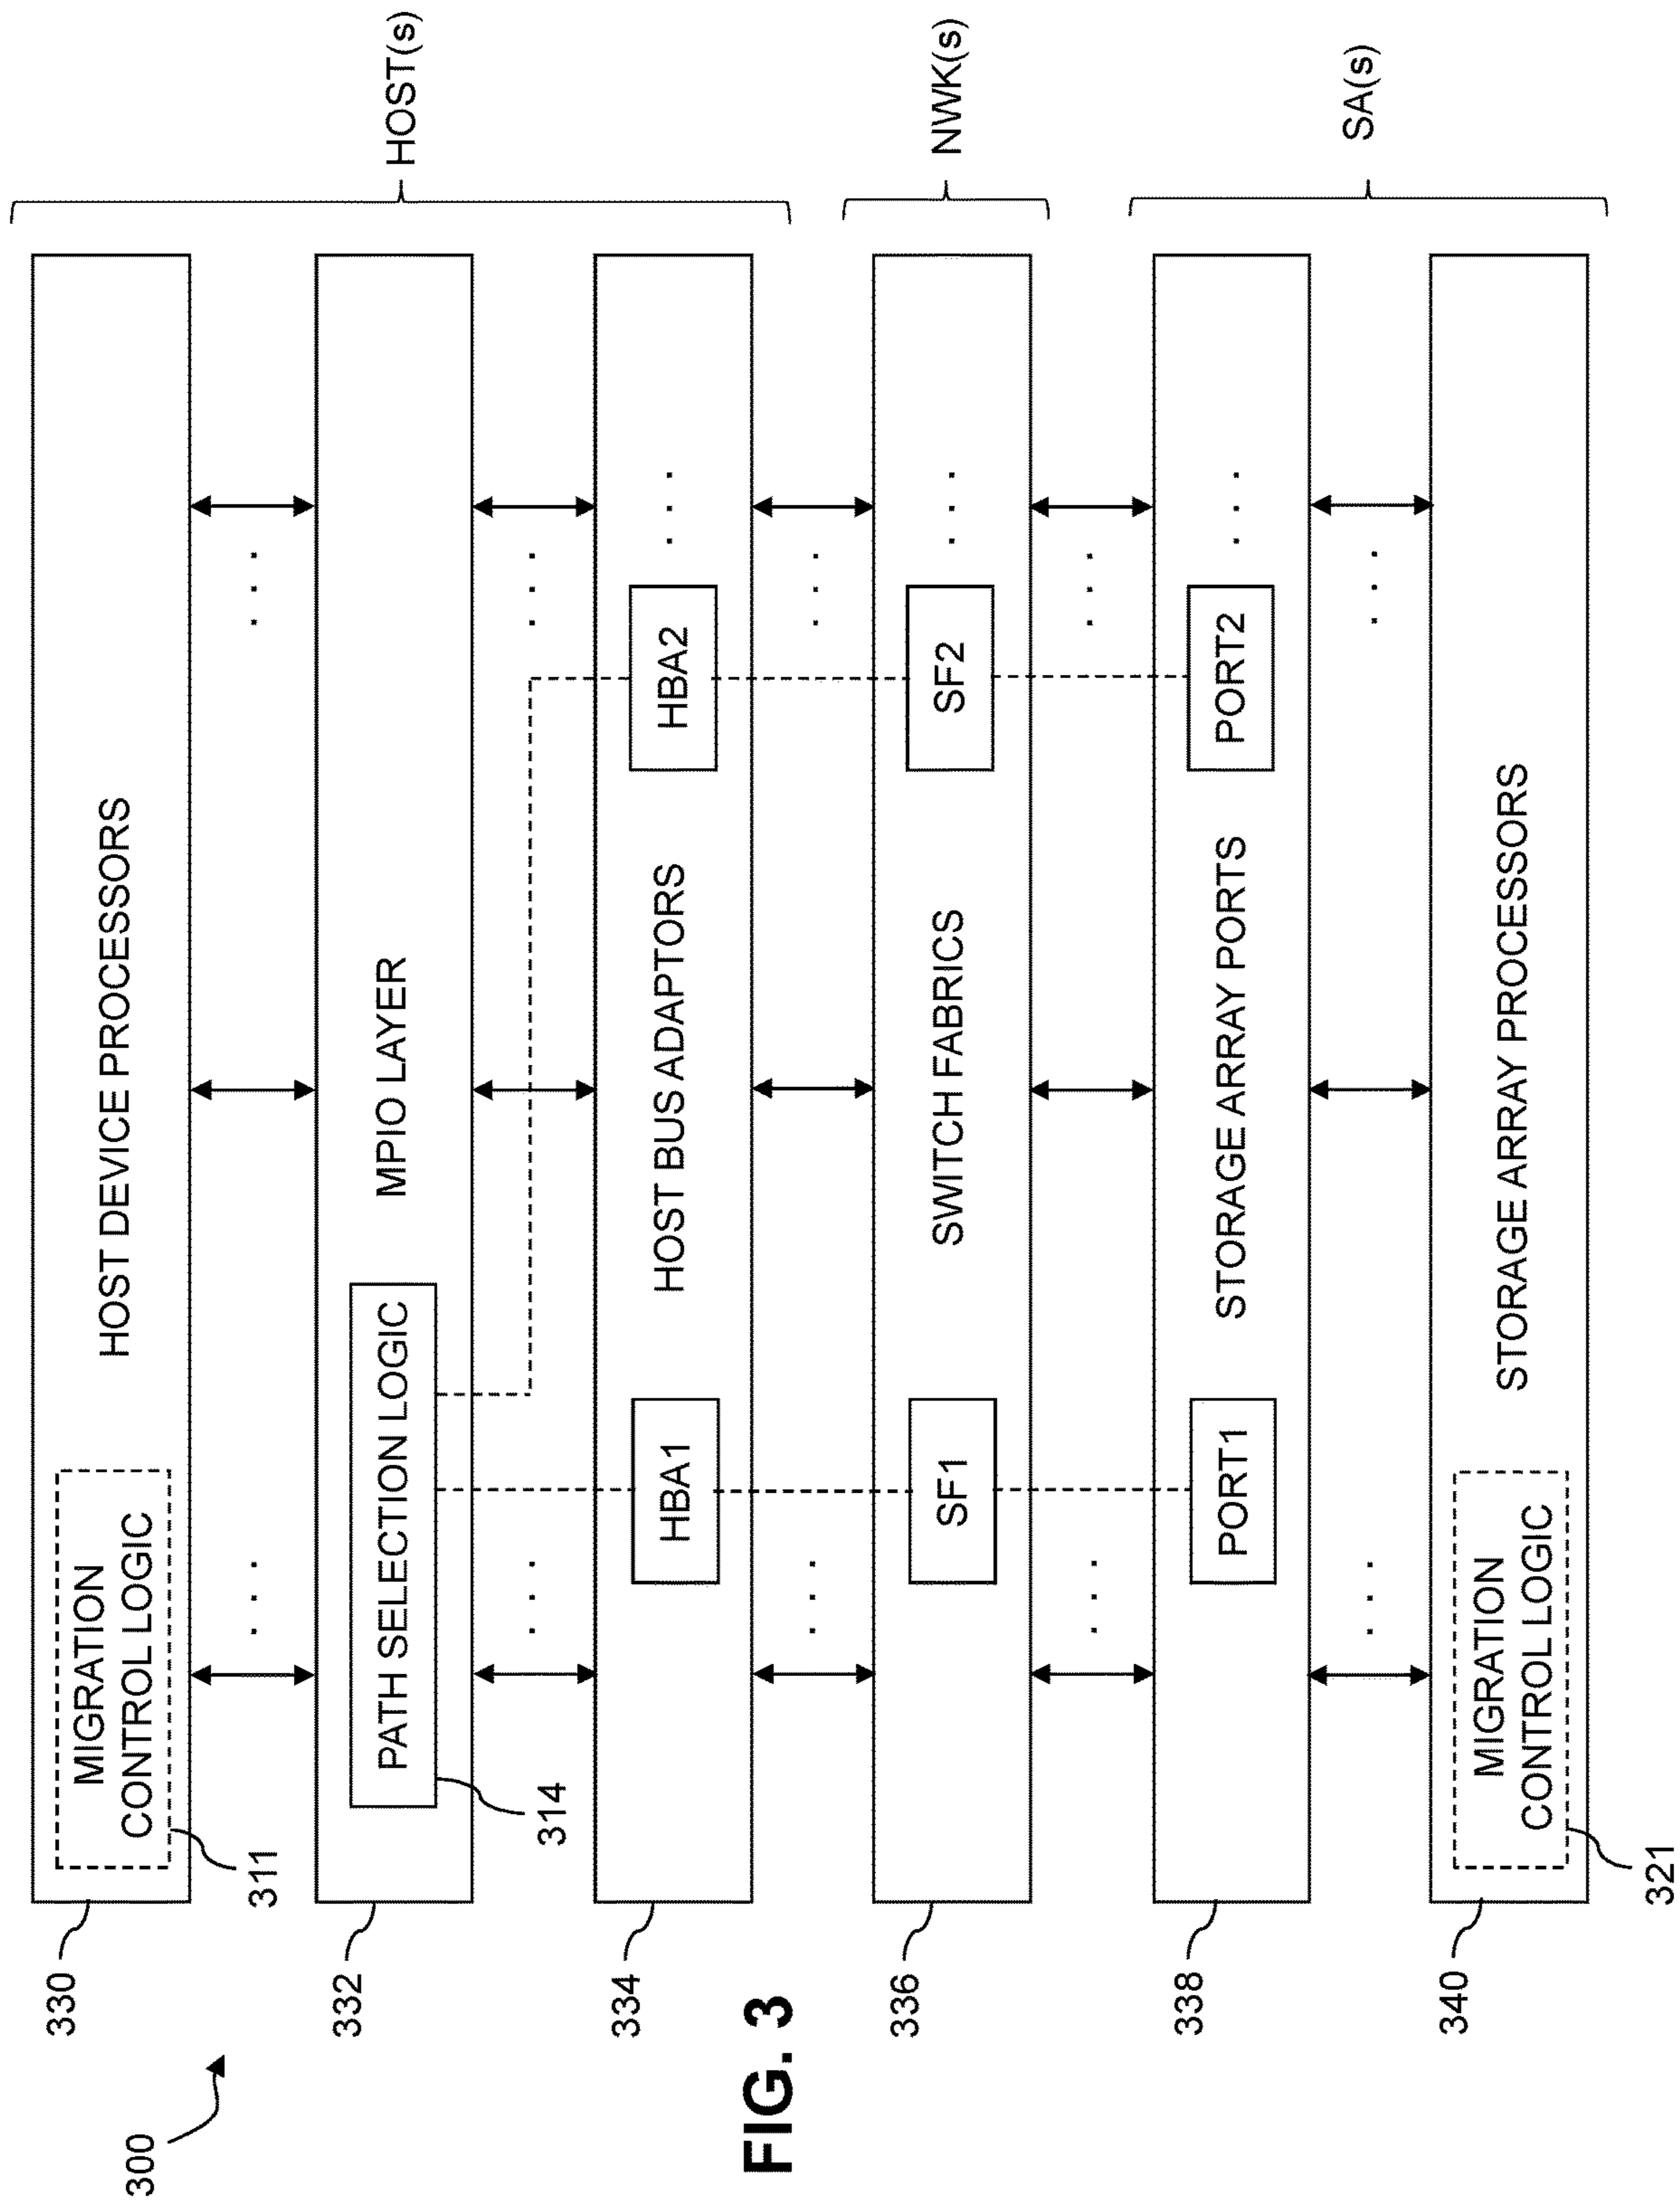 300
330
MIGRATION
CONTROL LOGIC
311
HOST DEVICE PROCESSORS
332
PATH SELECTION LOGIC
314
MPIO LAYER
334
HBA1
HOST BUS ADAPTORS
HBA2
. . .
HOST(s)
336
SF1
SWITCH FABRICS
SF2
. . .
NWK(s)
338
PORT1
STORAGE ARRAY PORTS
PORT2
. . .
340
MIGRATION
CONTROL LOGIC
321
STORAGE ARRAY PROCESSORS
SA(s)
FIG. 3